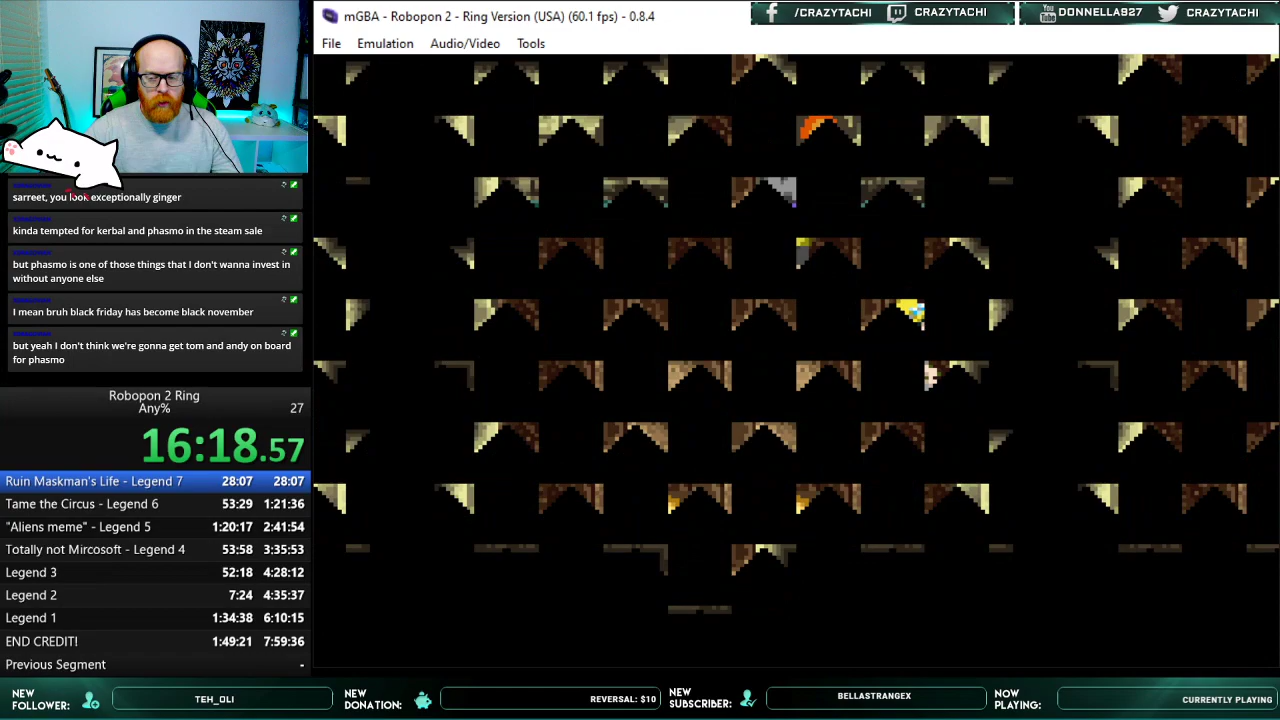 mGBA - Robopon 2 - Ring Version (USA) (60.1 fps) - 0.8.4
/CRAZYTACHI
CRAZYTACHI
You Tube
DONNELLAB27
CRAZYTACHI
File Emulation Audio/Video Tools
sarreet, you look exceptionally ginger
kinda tempted for kerbal and phasmo in the steam sale
but phasmo is one of those things that I don't wanna invest in
without anyone else
I mean bruh black friday has become black november
but yeah I don't think we're gonna get tom and andy on board
for phasmo
Robopon 2 Ring
Any% 27
16:18.57
Ruin Maskman's Life - Legend 7 28:07 28:07
Tame the Circus - Legend 6 53:29 1:21:36
"Aliens meme" - Legend 5 1:20:17 2:41:54
Totally not Mircosoft - Legend 4 53:58 3:35:53
Legend 3 52:18 4:28:12
Legend 2 7:24 4:35:37
Legend 1 1:34:38 6:10:15
END CREDIT! 1:49:21 7:59:36
Previous Segment -
NEW FOLLOWER: TEH_OLI
NEW DONATION: REVERSAL: $10
NEW SUBSCRIBER: BELLASTRANGEX
NOW PLAYING: CURRENTLY PLAYING